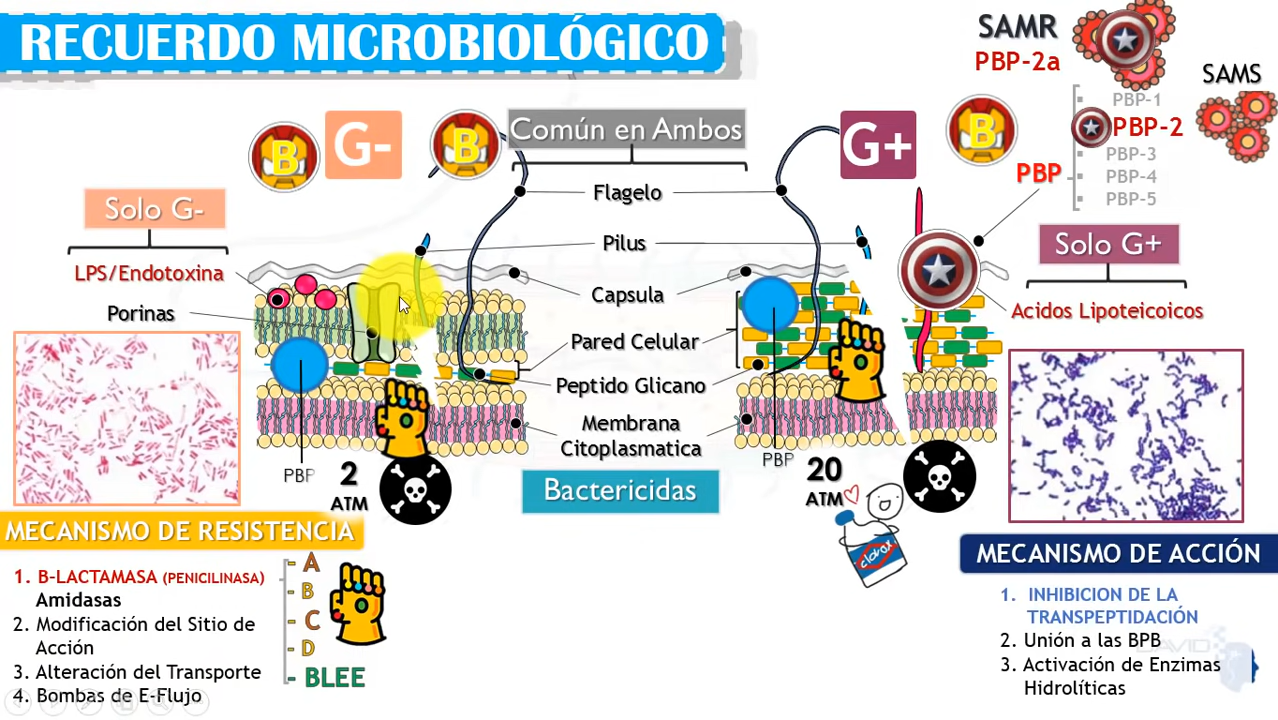 RECUERDO MICROBIOLÓGICO
SAMR
PBP-2a
SAMS
PBP-1
PBP-2
PBP-3
PBP-4
PBP-5
PBP
B
G-
B
Común en Ambos
G+
B
Solo G-
LPS/Endotoxina
Porinas
Flagelo
Pilus
Capsula
Pared Celular
Peptido Glicano
Membrana
Citoplasmatica
Solo G+
Acidos Lipoteicoicos
PBP
2
ATM
Bactericidas
PBP
20
ATM
clorox
MECANISMO DE RESISTENCIA
1. B-LACTAMASA (PENICILINASA)
Amidasas
2. Modificación del Sitio de
Acción
3. Alteración del Transporte
4. Bombas de E-Flujo
- A
- B
- C
- D
- BLEE
MECANISMO DE ACCIÓN
1. INHIBICION DE LA
TRANSPEPTIDACIÓN
2. Unión a las BPB
3. Activación de Enzimas
Hidrolíticas
DAVID